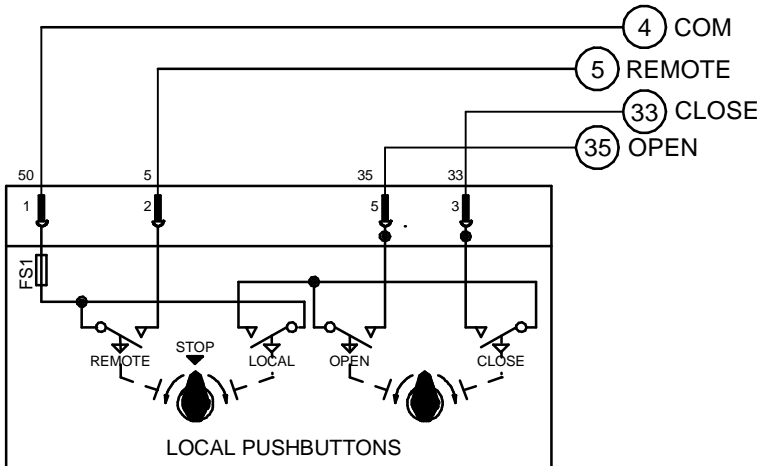 4 COM
5 REMOTE
33 CLOSE
35 OPEN
50 5 35 33
1 2 5 3
FS1
REMOTE STOP LOCAL OPEN CLOSE
LOCAL PUSHBUTTONS